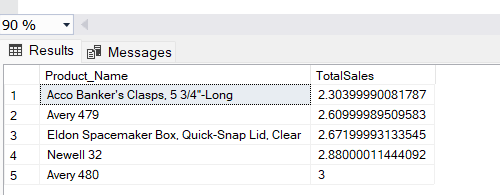 90 %
Results Messages
Product_Name TotalSales
1 Acco Banker's Clasps, 5 3/4"-Long 2.30399990081787
2 Avery 479 2.60999989509583
3 Eldon Spacemaker Box, Quick-Snap Lid, Clear 2.67199993133545
4 Newell 32 2.88000011444092
5 Avery 480 3